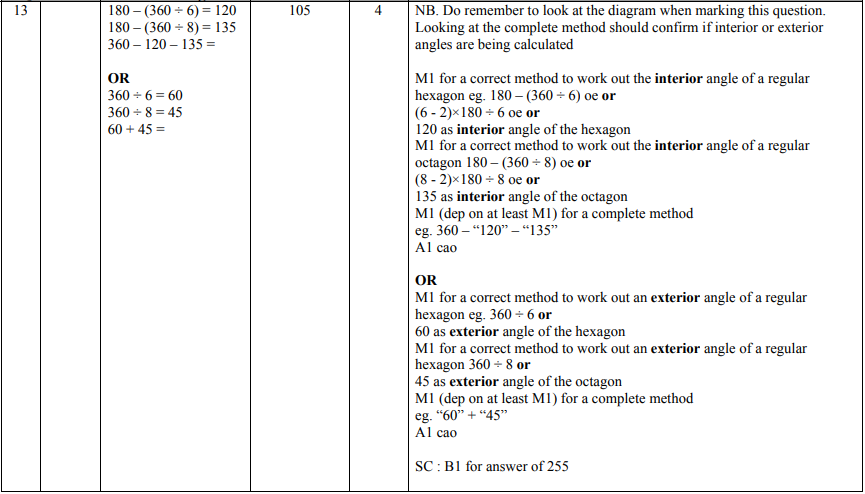 13
180 – (360 ÷ 6) = 120
180 – (360 ÷ 8) = 135
360 – 120 – 135 =
OR
360 ÷ 6 = 60
360 ÷ 8 = 45
60 + 45 =
105
4
NB. Do remember to look at the diagram when marking this question.
Looking at the complete method should confirm if interior or exterior
angles are being calculated
M1 for a correct method to work out the interior angle of a regular
hexagon eg. 180 – (360 ÷ 6) oe or
(6 - 2)×180 ÷ 6 oe or
120 as interior angle of the hexagon
M1 for a correct method to work out the interior angle of a regular
octagon 180 – (360 ÷ 8) oe or
(8 - 2)×180 ÷ 8 oe or
135 as interior angle of the octagon
M1 (dep on at least M1) for a complete method
eg. 360 – “120” – “135”
A1 cao
OR
M1 for a correct method to work out an exterior angle of a regular
hexagon eg. 360 ÷ 6 or
60 as exterior angle of the hexagon
M1 for a correct method to work out an exterior angle of a regular
hexagon 360 ÷ 8 or
45 as exterior angle of the octagon
M1 (dep on at least M1) for a complete method
eg. “60” + “45”
A1 cao
SC : B1 for answer of 255